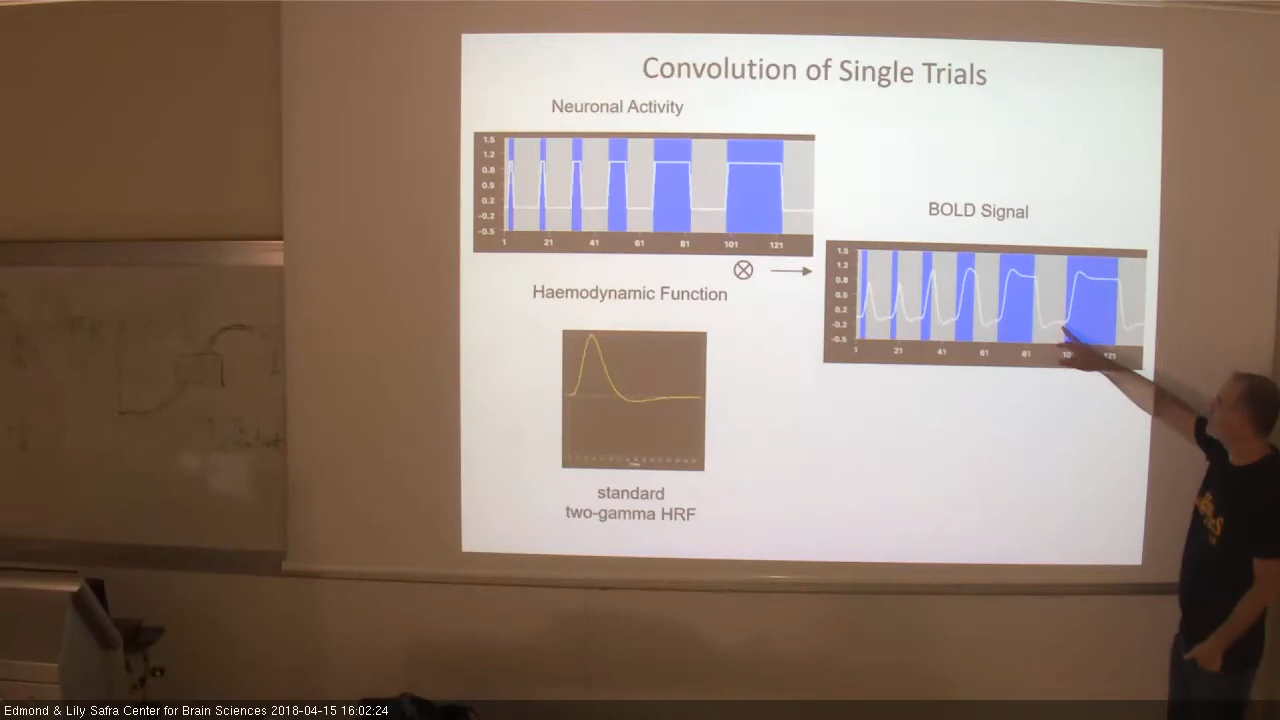 Convolution of Single Trials
Neuronal Activity
1.5
1.2
0.8
0.5
0.2
-0.2
-0.5
1 21 41 61 81 101 121
BOLD Signal
1.5
1.2
0.8
0.5
0.2
-0.2
-0.5
1 21 41 61 81 121
Haemodynamic Function
standard
two-gamma HRF
Edmond & Lily Safra Center for Brain Sciences 2018-04-15 16:02:24